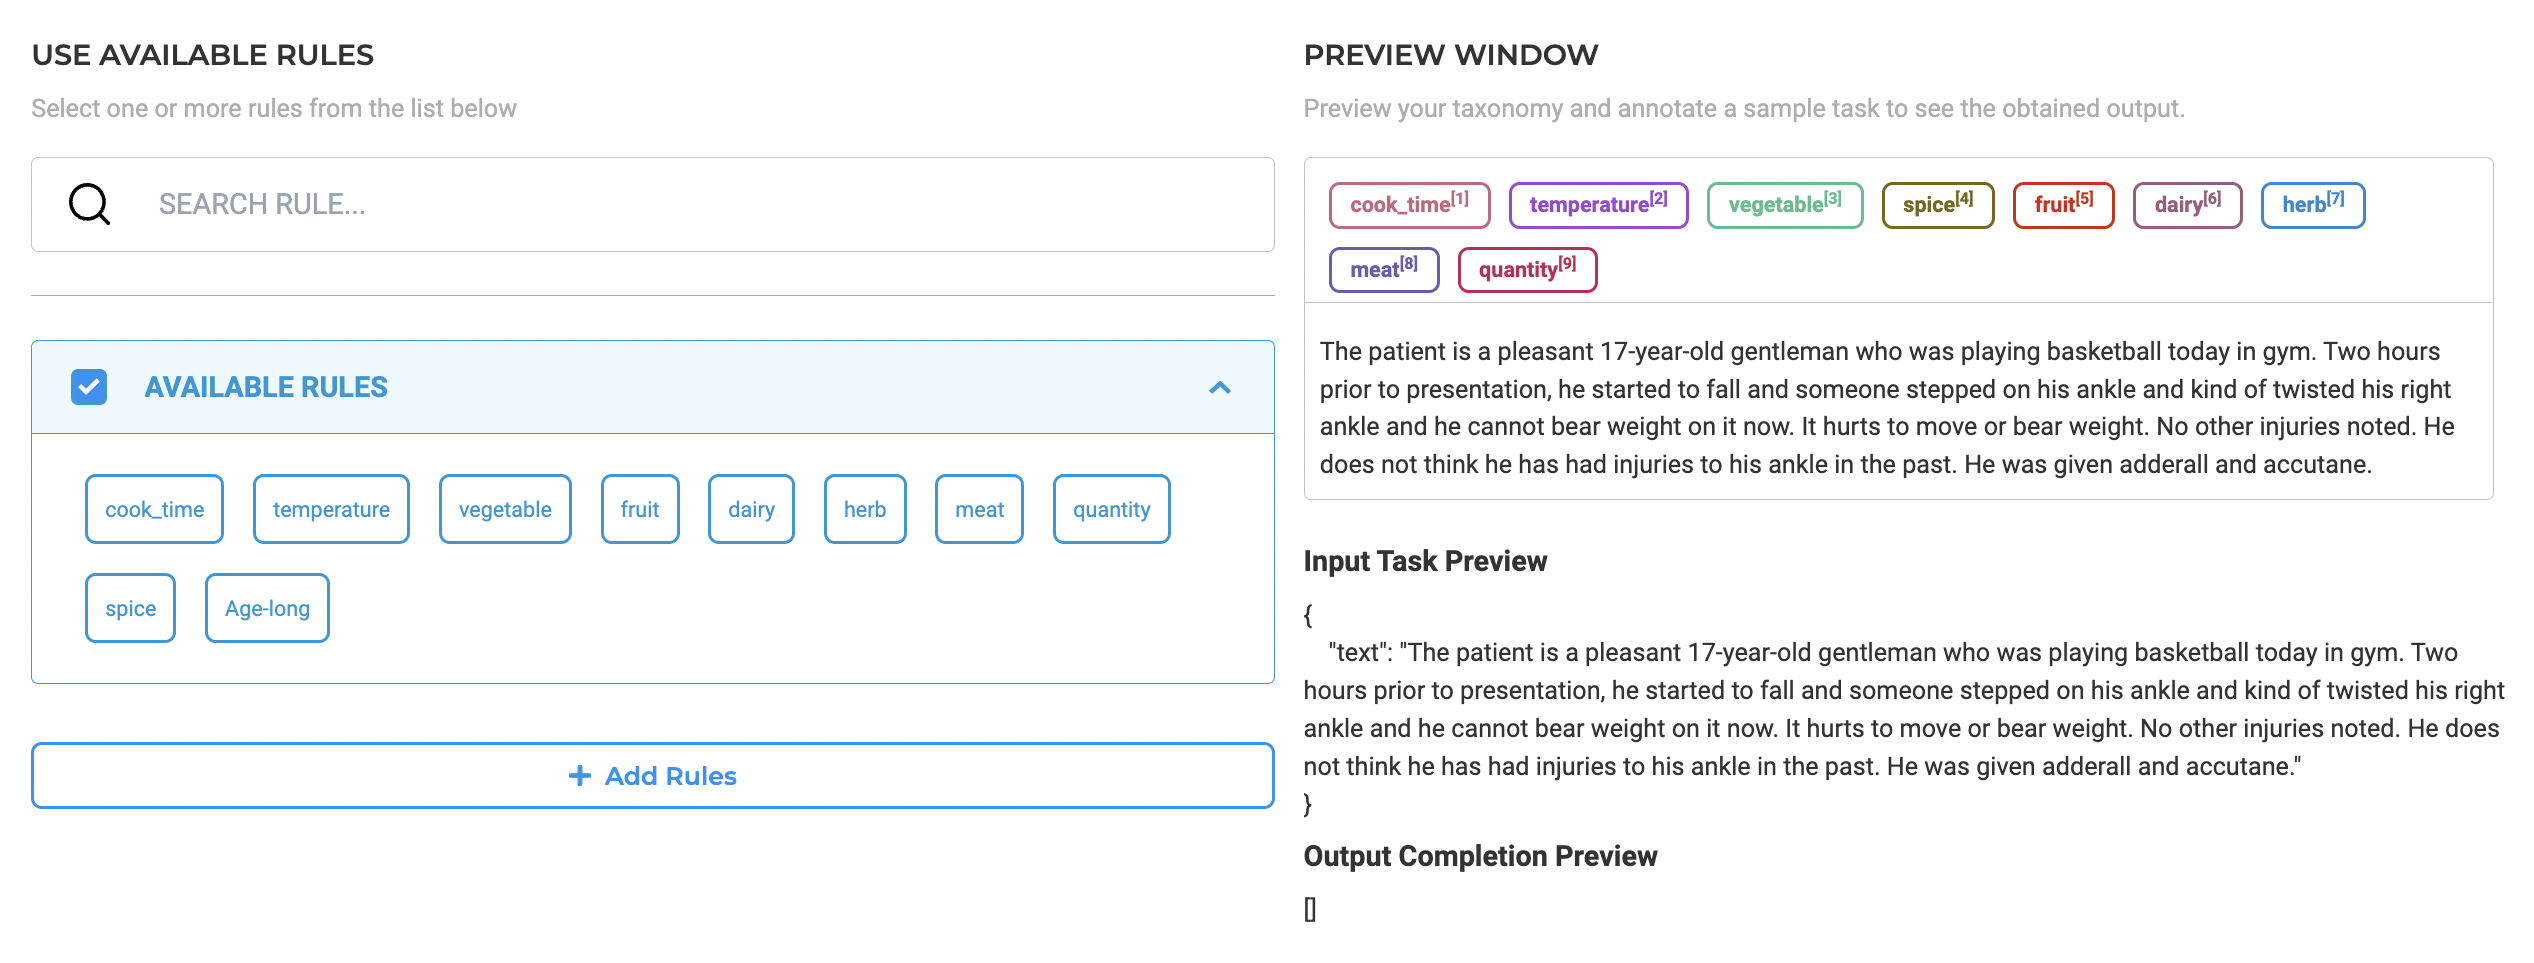 USE AVAILABLE RULES
Select one or more rules from the list below
SEARCH RULE...
AVAILABLE RULES
cook_time temperature vegetable fruit dairy herb meat quantity
spice Age-long
Add Rules
PREVIEW WINDOW
Preview your taxonomy and annotate a sample task to see the obtained output.
cook_time[1] temperature[2] vegetable[3] spice[4] fruit[5] dairy[6] herb[7]
meat[8] quantity[9]
The patient is a pleasant 17-year-old gentleman who was playing basketball today in gym. Two hours
prior to presentation, he started to fall and someone stepped on his ankle and kind of twisted his right
ankle and he cannot bear weight on it now. It hurts to move or bear weight. No other injuries noted. He
does not think he has had injuries to his ankle in the past. He was given adderall and accutane.
Input Task Preview
{
"text": "The patient is a pleasant 17-year-old gentleman who was playing basketball today in gym. Two
hours prior to presentation, he started to fall and someone stepped on his ankle and kind of twisted his right
ankle and he cannot bear weight on it now. It hurts to move or bear weight. No other injuries noted. He does
not think he has had injuries to his ankle in the past. He was given adderall and accutane."
}
Output Completion Preview
[]